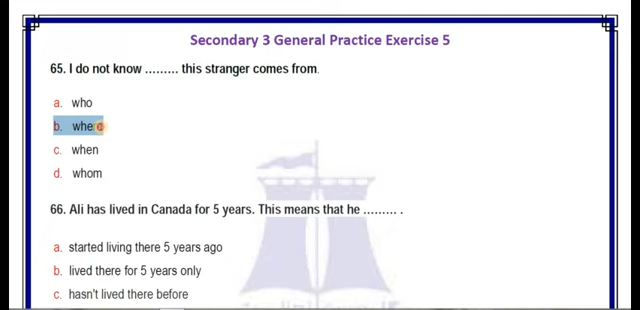 Secondary 3 General Practice Exercise 5
65. I do not know ......... this stranger comes from.
a. who
b. where
c. when
d. whom
66. Ali has lived in Canada for 5 years. This means that he ......... .
a. started living there 5 years ago
b. lived there for 5 years only
c. hasn't lived there before